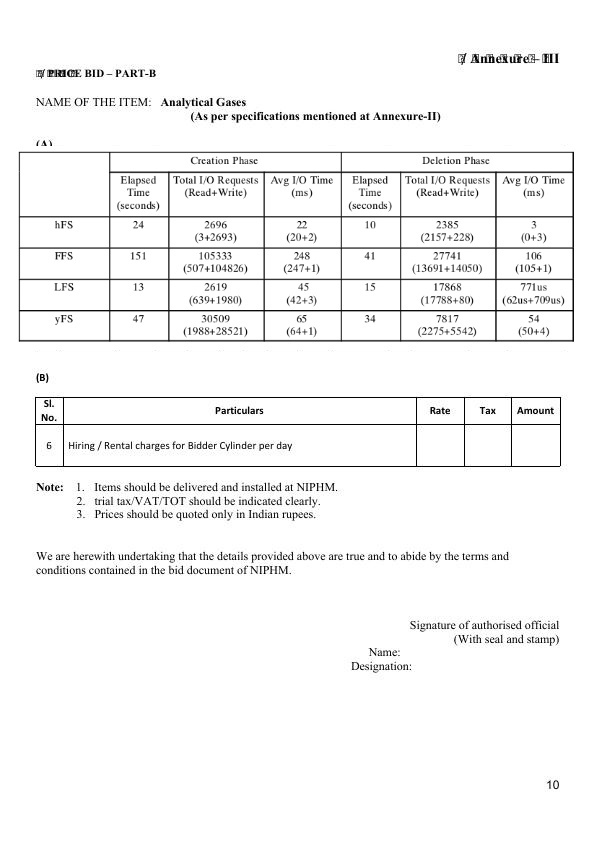 Annexure – III
PRICE BID – PART-B
NAME OF THE ITEM: Analytical Gases
(As per specifications mentioned at Annexure-II)
(A)
Creation Phase Deletion Phase
Elapsed Time (seconds) Total I/O Requests (Read+Write) Avg I/O Time (ms) Elapsed Time (seconds) Total I/O Requests (Read+Write) Avg I/O Time (ms)
hFS 24 2696 (3+2693) 22 (20+2) 10 2385 (2157+228) 3 (0+3)
FFS 151 105333 (507+104826) 248 (247+1) 41 27741 (13691+14050) 106 (105+1)
LFS 13 2619 (639+1980) 45 (42+3) 15 17868 (17788+80) 771us (62us+709us)
yFS 47 30509 (1988+28521) 65 (64+1) 34 7817 (2275+5542) 54 (50+4)
(B)
Sl. No. Particulars Rate Tax Amount
6 Hiring / Rental charges for Bidder Cylinder per day
Note: 1. Items should be delivered and installed at NIPHM.
2. trial tax/VAT/TOT should be indicated clearly.
3. Prices should be quoted only in Indian rupees.
We are herewith undertaking that the details provided above are true and to abide by the terms and
conditions contained in the bid document of NIPHM.
Signature of authorised official
(With seal and stamp)
Name:
Designation:
10